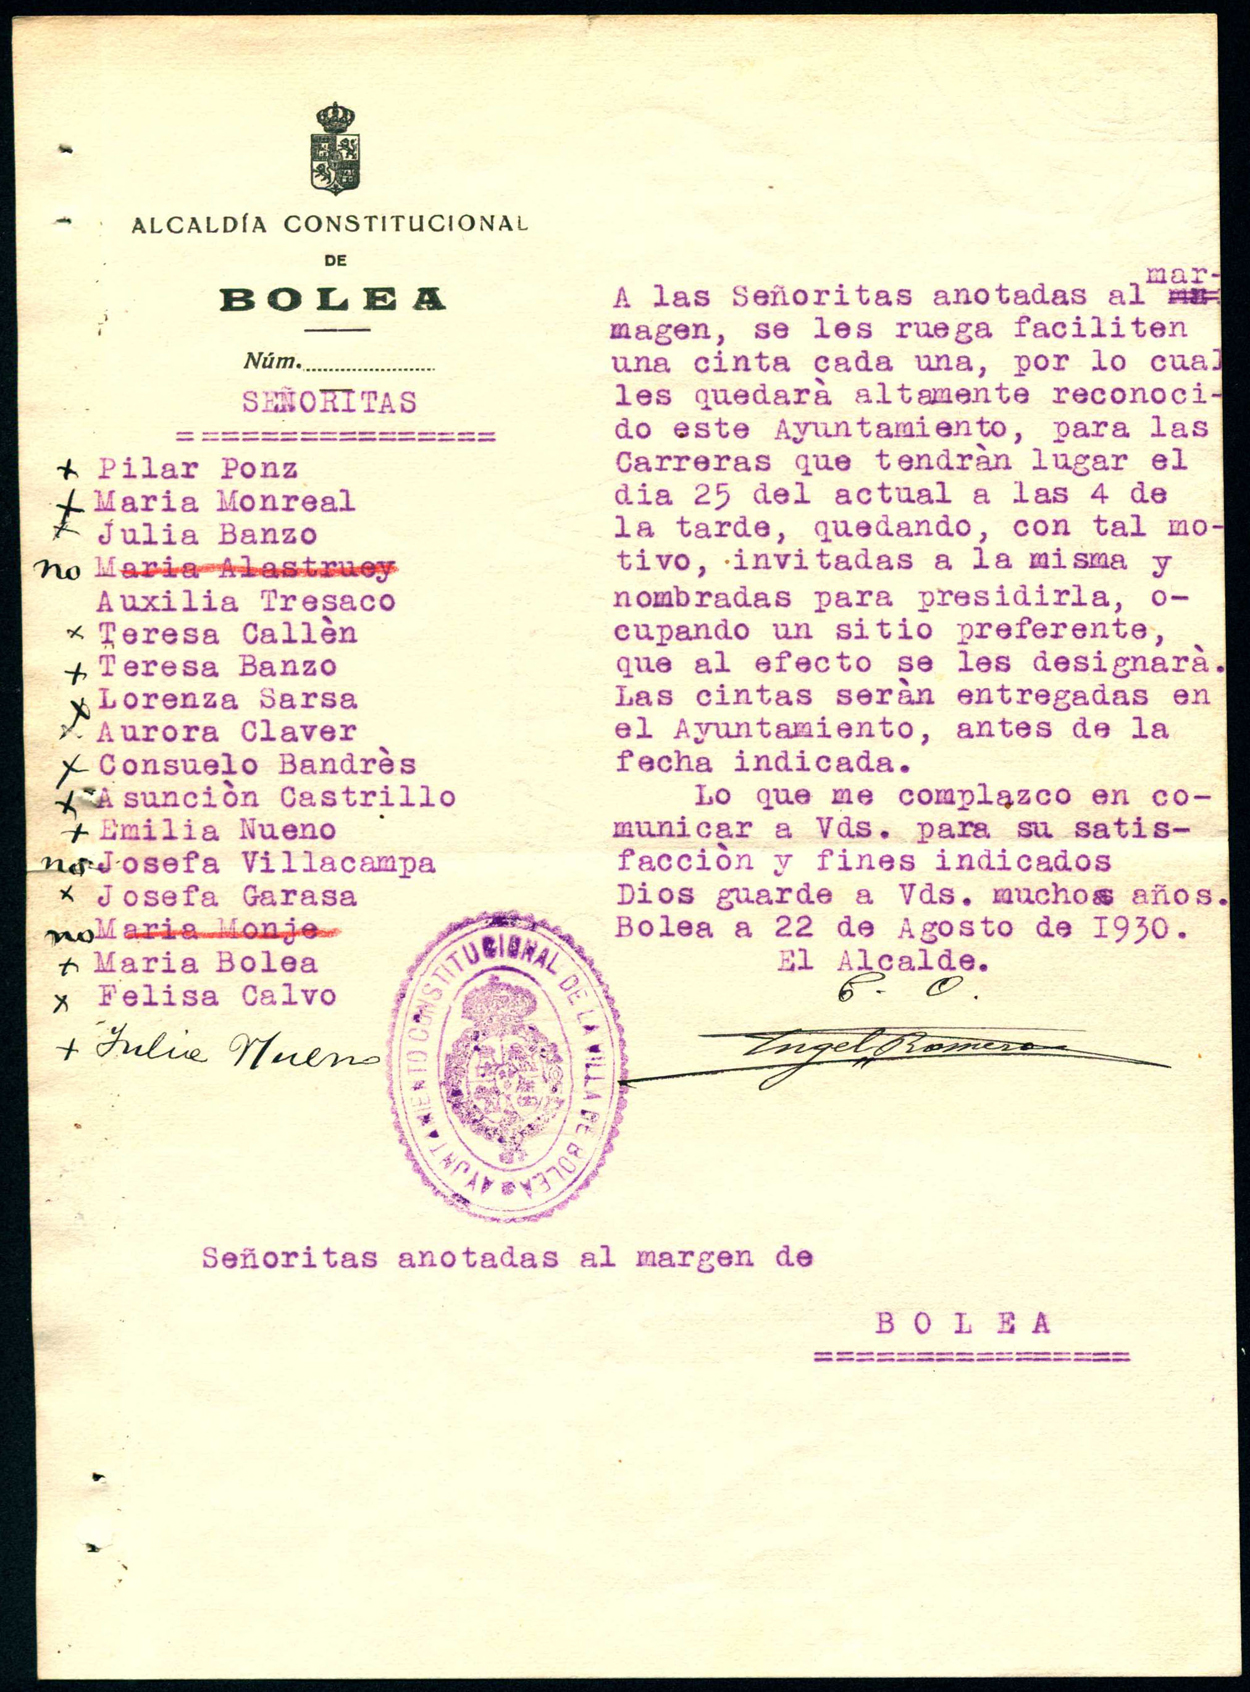 ALCALDÍA CONSTITUCIONAL
DE
BOLEA
Núm.
SEÑORITAS
================
+ Pilar Ponz
+ Maria Monreal
+ Julia Banzo
no Maria Alastruey
Auxilia Tresaco
x Teresa Callèn
+ Teresa Banzo
x Lorenza Sarsa
x Aurora Claver
x Consuelo Bandrès
x Asunciòn Castrillo
+ Emilia Nueno
no Josefa Villacampa
x Josefa Garasa
no Maria Monje
+ Maria Bolea
x Felisa Calvo
+ Julia Nueno
mar-
A las Señoritas anotadas al
magen, se les ruega faciliten
una cinta cada una, por lo cual
les quedarà altamente reconoci-
do este Ayuntamiento, para las
Carreras que tendràn lugar el
dia 25 del actual a las 4 de
la tarde, quedando, con tal mo-
tivo, invitadas a la misma y
nombradas para presidirla, o-
cupando un sitio preferente,
que al efecto se les designarà.
Las cintas seràn entregadas en
el Ayuntamiento, antes de la
fecha indicada.
Lo que me complazco en co-
municar a Vds. para su satis-
facciòn y fines indicados
Dios guarde a Vds. muchos años.
Bolea a 22 de Agosto de I930.
El Alcalde.
P. O.
Angel Romero
AYUNTAMIENTO CONSTITUCIONAL DE LA VILLA DE BOLEA
Señoritas anotadas al margen de
B O L E A
================